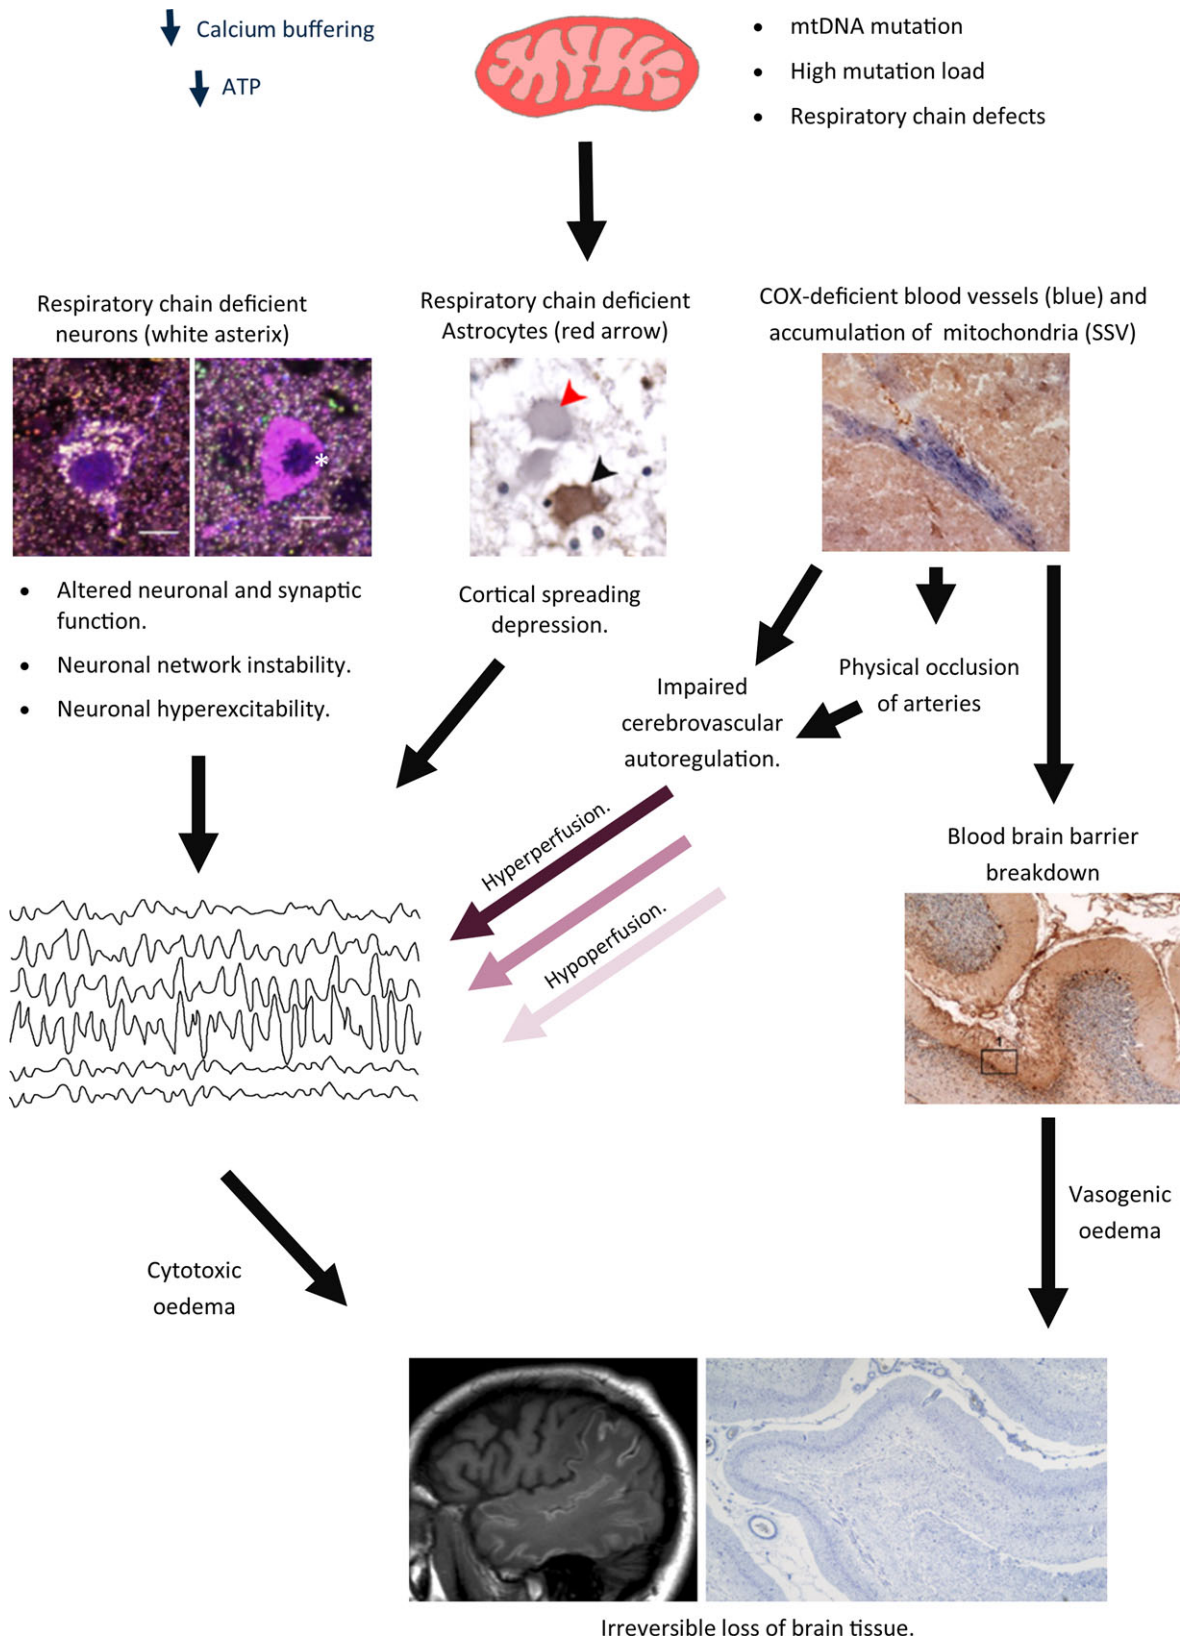 Calcium buffering
ATP
• mtDNA mutation
• High mutation load
• Respiratory chain defects
Respiratory chain deficient
neurons (white asterix)
Respiratory chain deficient
Astrocytes (red arrow)
COX-deficient blood vessels (blue) and
accumulation of mitochondria (SSV)
*
• Altered neuronal and synaptic
function.
• Neuronal network instability.
• Neuronal hyperexcitability.
Cortical spreading
depression.
Impaired
cerebrovascular
autoregulation.
Physical occlusion
of arteries
Hyperperfusion.
Hypoperfusion.
Blood brain barrier
breakdown
1
Cytotoxic
oedema
Vasogenic
oedema
Irreversible loss of brain tissue.